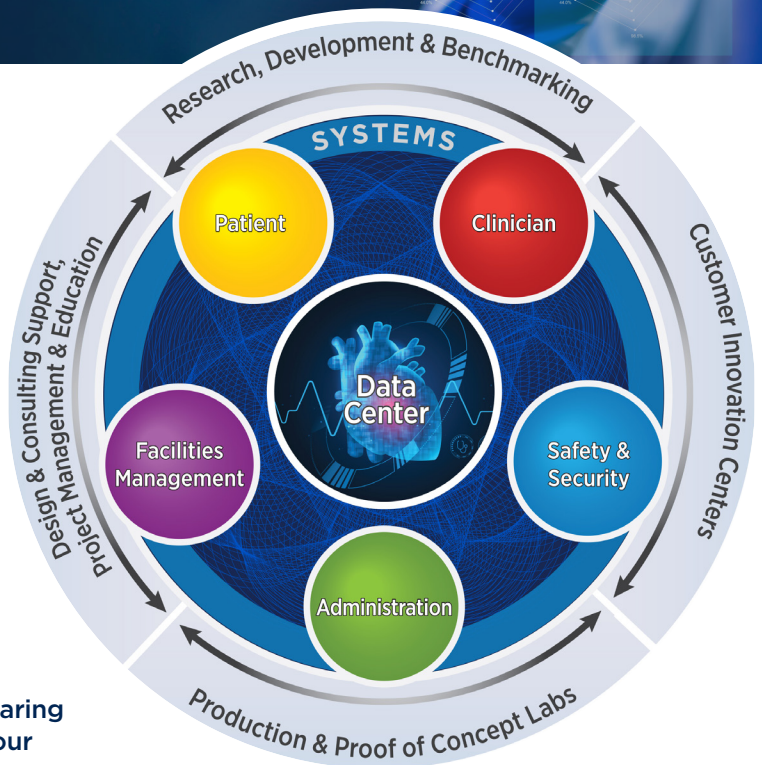 Research, Development & Benchmarking
SYSTEMS
Patient
Clinician
Customer Innovation Centers
Design & Consulting Support,
Project Management & Education
Data
Center
Facilities
Management
Safety &
Security
Administration
Production & Proof of Concept Labs
aring
our